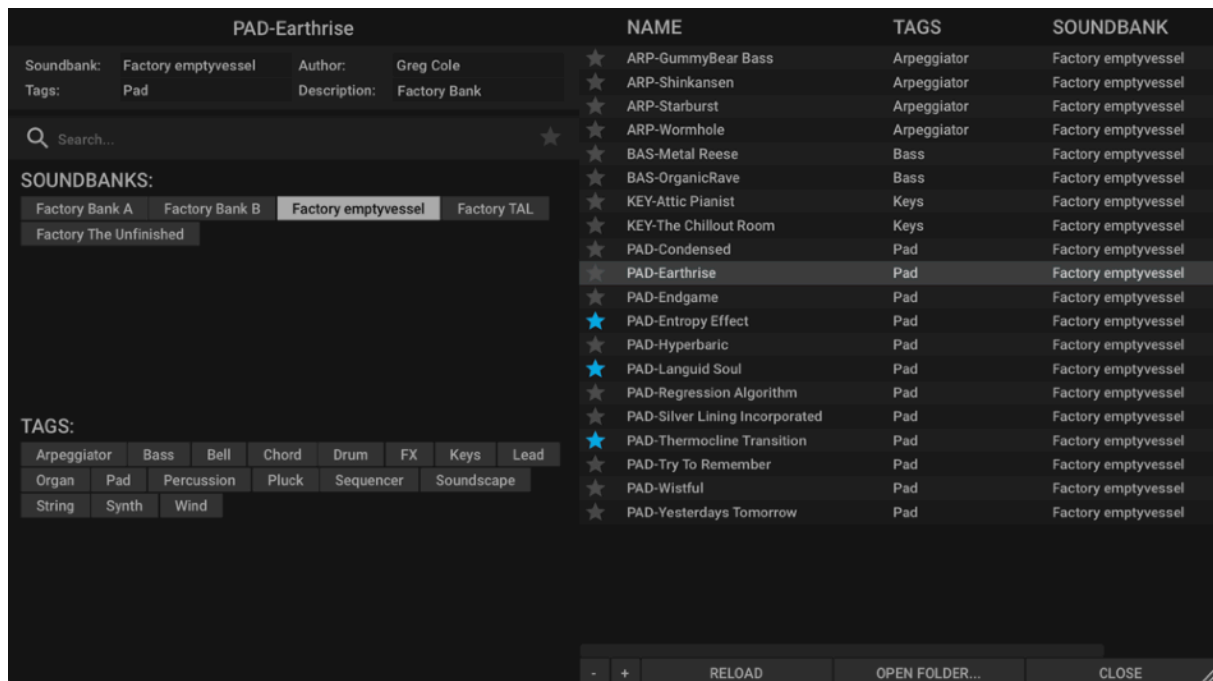 PAD-Earthrise
Soundbank: Factory emptyvessel Author: Greg Cole
Tags: Pad Description: Factory Bank
Search...
SOUNDBANKS:
Factory Bank A Factory Bank B Factory emptyvessel Factory TAL
Factory The Unfinished
TAGS:
Arpeggiator Bass Bell Chord Drum FX Keys Lead
Organ Pad Percussion Pluck Sequencer Soundscape
String Synth Wind
NAME TAGS SOUNDBANK
ARP-GummyBear Bass Arpeggiator Factory emptyvessel
ARP-Shinkansen Arpeggiator Factory emptyvessel
ARP-Starburst Arpeggiator Factory emptyvessel
ARP-Wormhole Arpeggiator Factory emptyvessel
BAS-Metal Reese Bass Factory emptyvessel
BAS-OrganicRave Bass Factory emptyvessel
KEY-Attic Pianist Keys Factory emptyvessel
KEY-The Chillout Room Keys Factory emptyvessel
PAD-Condensed Pad Factory emptyvessel
PAD-Earthrise Pad Factory emptyvessel
PAD-Endgame Pad Factory emptyvessel
PAD-Entropy Effect Pad Factory emptyvessel
PAD-Hyperbaric Pad Factory emptyvessel
PAD-Languid Soul Pad Factory emptyvessel
PAD-Regression Algorithm Pad Factory emptyvessel
PAD-Silver Lining Incorporated Pad Factory emptyvessel
PAD-Thermocline Transition Pad Factory emptyvessel
PAD-Try To Remember Pad Factory emptyvessel
PAD-Wistful Pad Factory emptyvessel
PAD-Yesterdays Tomorrow Pad Factory emptyvessel
- + RELOAD OPEN FOLDER... CLOSE